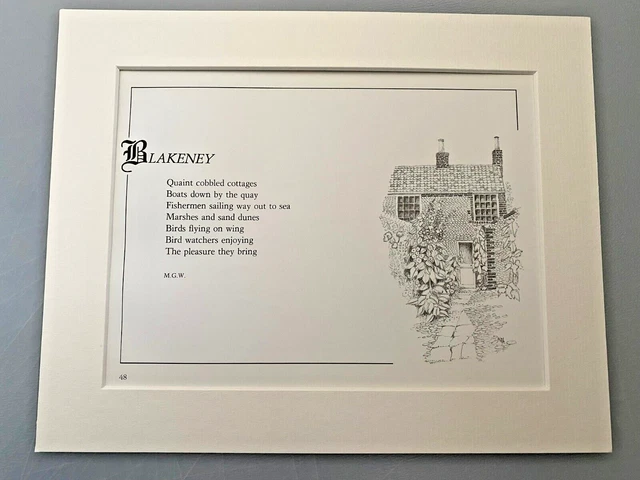 BLAKENEY
Quaint cobbled cottages
Boats down by the quay
Fishermen sailing way out to sea
Marshes and sand dunes
Birds flying on wing
Bird watchers enjoying
The pleasure they bring
M.G.W.
48